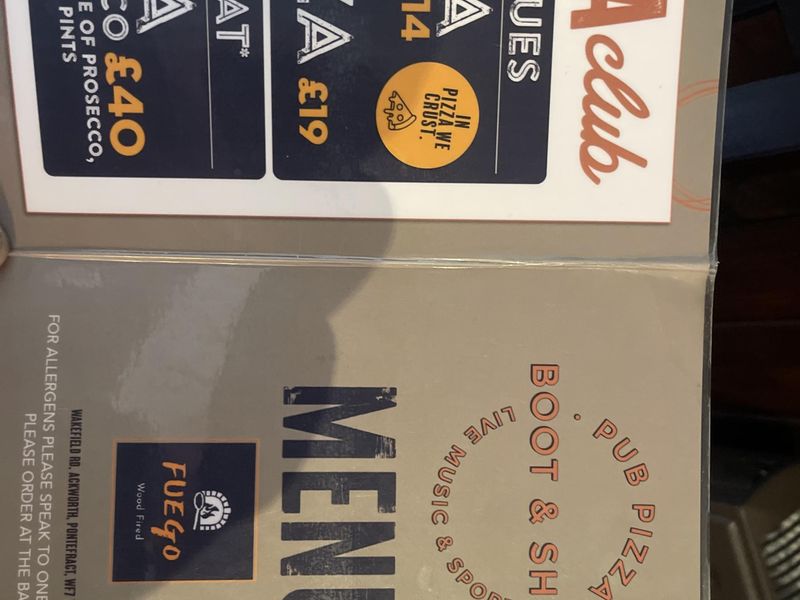 A club
UES
A
14
IN
PIZZA WE
CRUST.
ZA £19
AT*
A
CO £40
E OF PROSECCO,
PINTS
PUB PIZZA
BOOT & SH
LIVE MUSIC & SPOR
MENU
FUEGO
Wood Fired
WAKEFIELD RD, ACKWORTH, PONTEFRACT, WF7
FOR ALLERGENS PLEASE SPEAK TO ONE
PLEASE ORDER AT THE BA